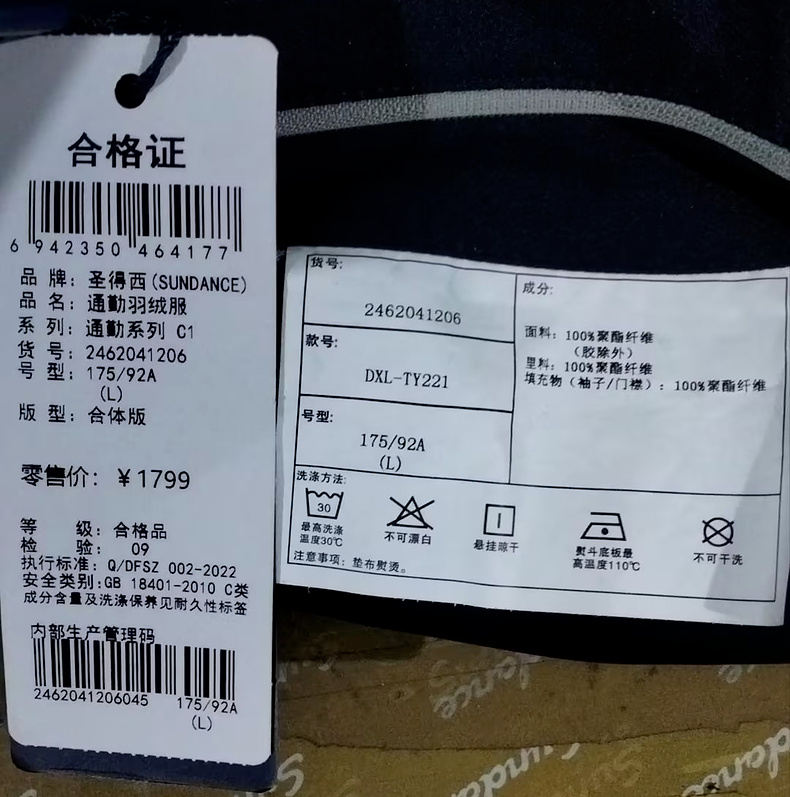 合格证
6 942350 464177
品 牌: 圣得西(SUNDANCE)
品 名: 通勤羽绒服
系 列: 通勤系列 C1
货 号: 2462041206
号 型: 175/92A
(L)
版 型: 合体版
零售价: ¥1799
等 级: 合格品
检 验: 09
执行标准: Q/DFSZ 002-2022
安全类别:GB 18401-2010 C类
成分含量及洗涤保养见耐久性标签
内部生产管理码
2462041206045 175/92A
(L)
货号:
2462041206
款号:
DXL-TY221
号型:
175/92A
(L)
成分:
面料: 100%聚酯纤维
(胶除外)
里料: 100%聚酯纤维
填充物(袖子/门襟): 100%聚酯纤维
洗涤方法:
30
最高洗涤
温度30℃
不可漂白
悬挂晾干
熨斗底板最
高温度110℃
不可干洗
注意事项: 垫布熨烫。
Sundance
Sundance